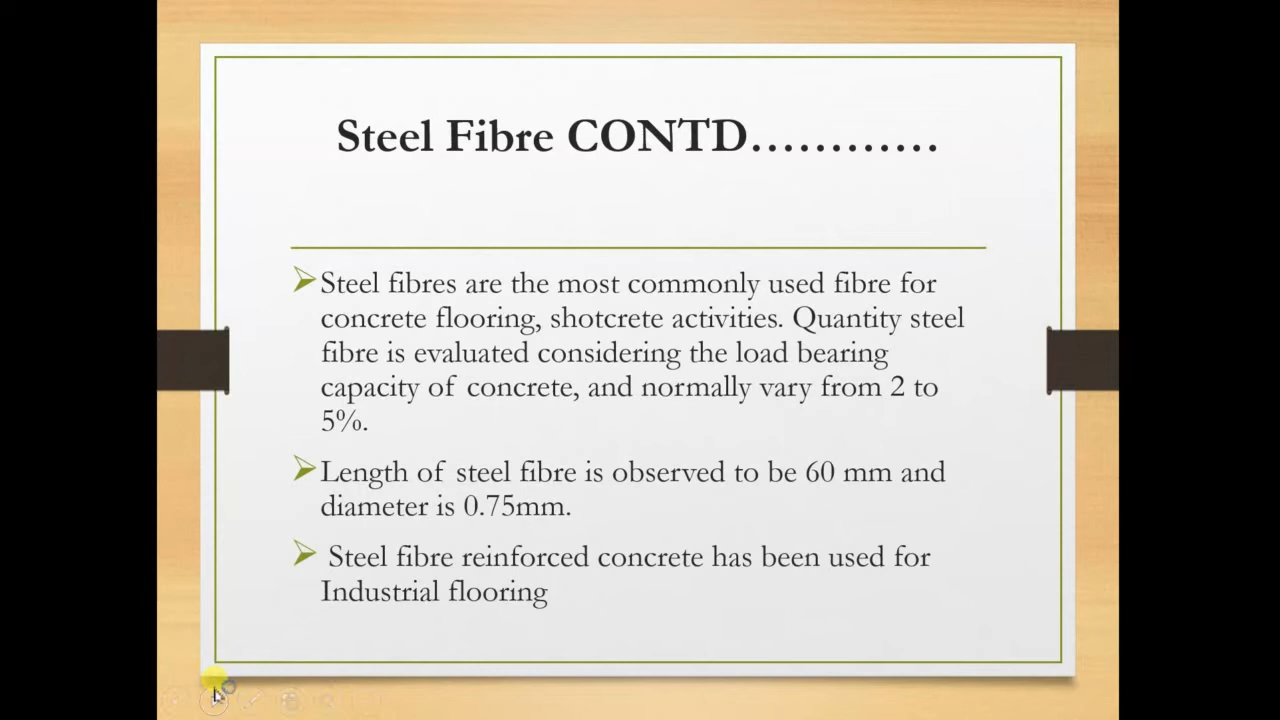 Steel Fibre CONTD............
Steel fibres are the most commonly used fibre for
concrete flooring, shotcrete activities. Quantity steel
fibre is evaluated considering the load bearing
capacity of concrete, and normally vary from 2 to
5%.
Length of steel fibre is observed to be 60 mm and
diameter is 0.75mm.
Steel fibre reinforced concrete has been used for
Industrial flooring